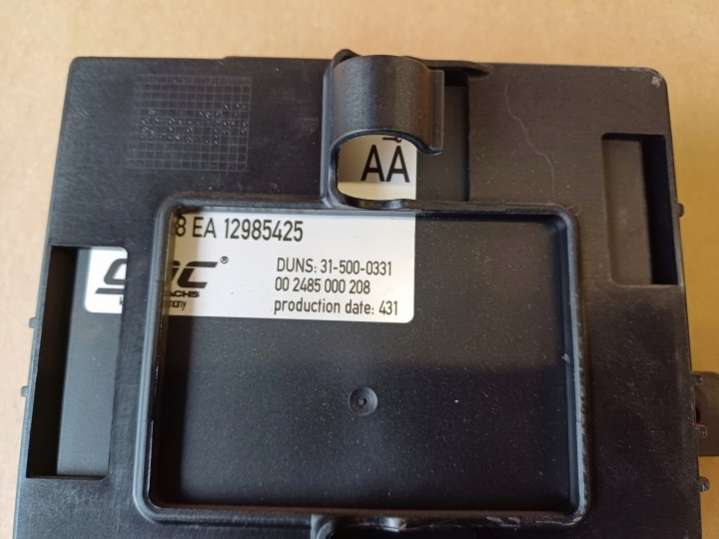 AA
8 EA 12985425
DUNS: 31-500-0331
00 2485 000 208
production date: 431